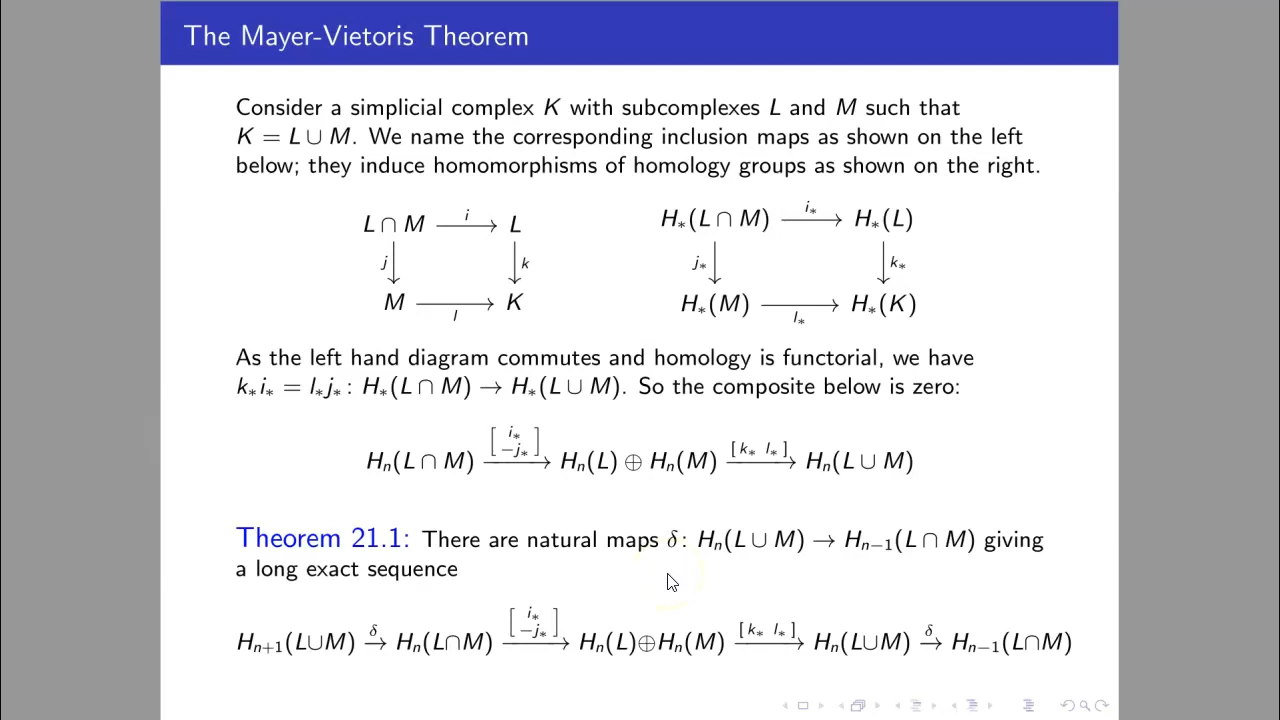 The Mayer-Vietoris Theorem
Consider a simplicial complex K with subcomplexes L and M such that
K = L ∪ M. We name the corresponding inclusion maps as shown on the left
below; they induce homomorphisms of homology groups as shown on the right.
L ∩ M i L
j k
M l K
H∗(L ∩ M) i∗ H∗(L)
j∗ k∗
H∗(M) l∗ H∗(K)
As the left hand diagram commutes and homology is functorial, we have
k∗i∗ = l∗j∗: H∗(L ∩ M) → H∗(L ∪ M). So the composite below is zero:
Hₙ(L ∩ M) [i∗ −j∗] → Hₙ(L) ⊕ Hₙ(M) [k∗ l∗] → Hₙ(L ∪ M)
Theorem 21.1: There are natural maps δ: Hₙ(L ∪ M) → Hₙ₋₁(L ∩ M) giving
a long exact sequence
Hₙ₊₁(L∪M) δ → Hₙ(L∩M) [i∗ −j∗] → Hₙ(L)⊕Hₙ(M) [k∗ l∗] → Hₙ(L∪M) δ → Hₙ₋₁(L∩M)